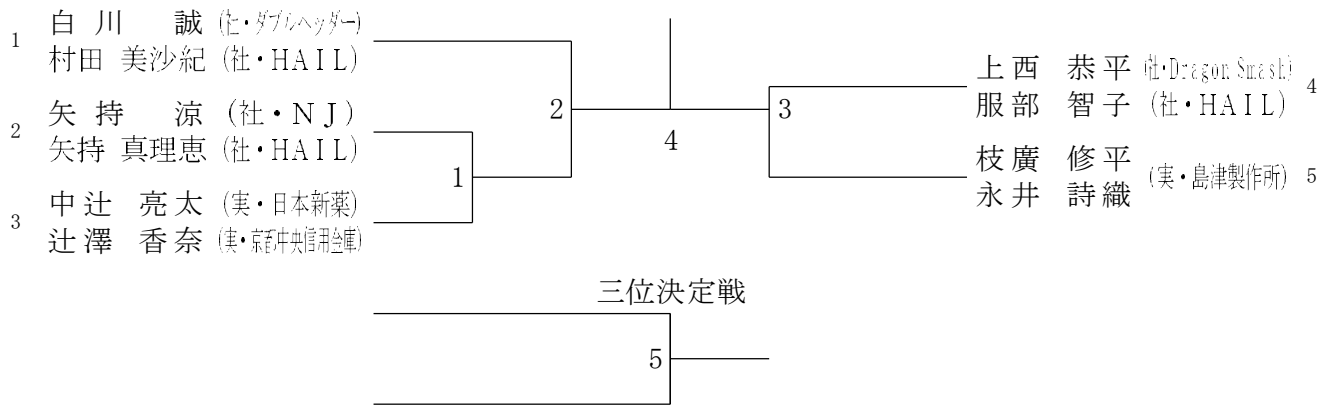 1 白川 誠 (社・ダブルヘッダー)
村田 美沙紀 (社・HAIL)
2 矢持 涼 (社・NJ)
矢持 真理恵 (社・HAIL)
3 中辻 亮太 (実・日本新薬)
辻澤 香奈 (実・京都中央信用金庫)
1
2
4
3
上西 恭平 (社・Dragon Smash) 4
服部 智子 (社・HAIL)
枝廣 修平 (実・島津製作所) 5
永井 詩織
三位決定戦
5